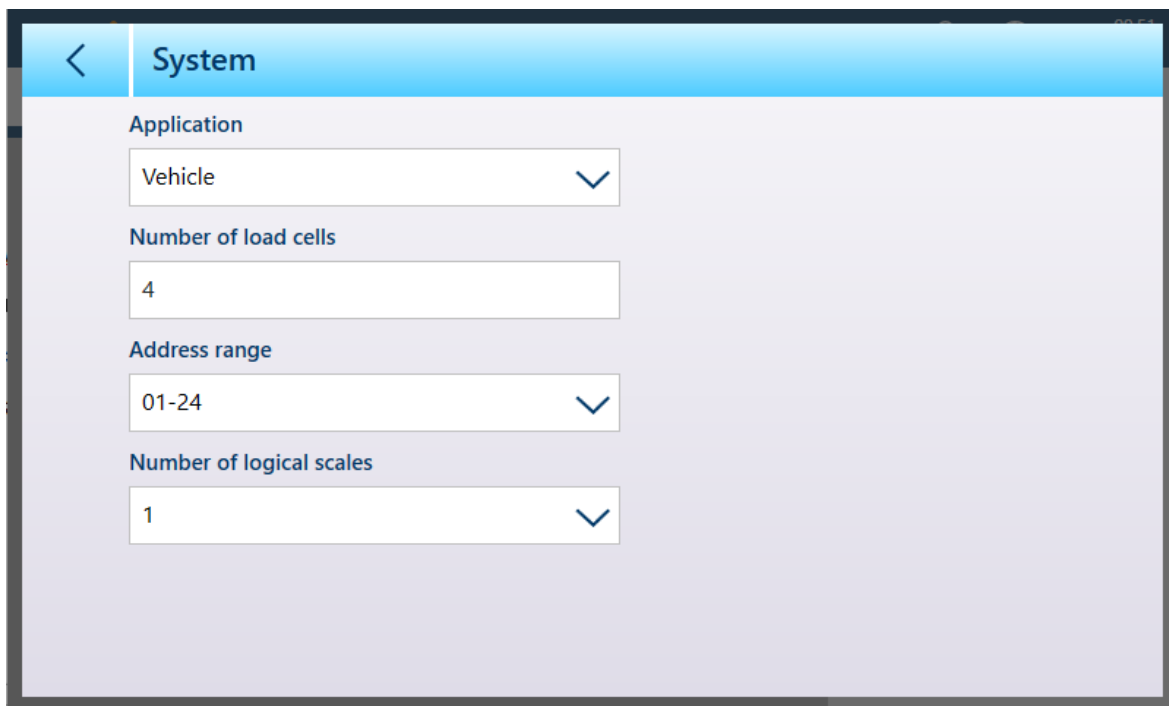 System
Application
Vehicle
Number of load cells
4
Address range
01-24
Number of logical scales
1